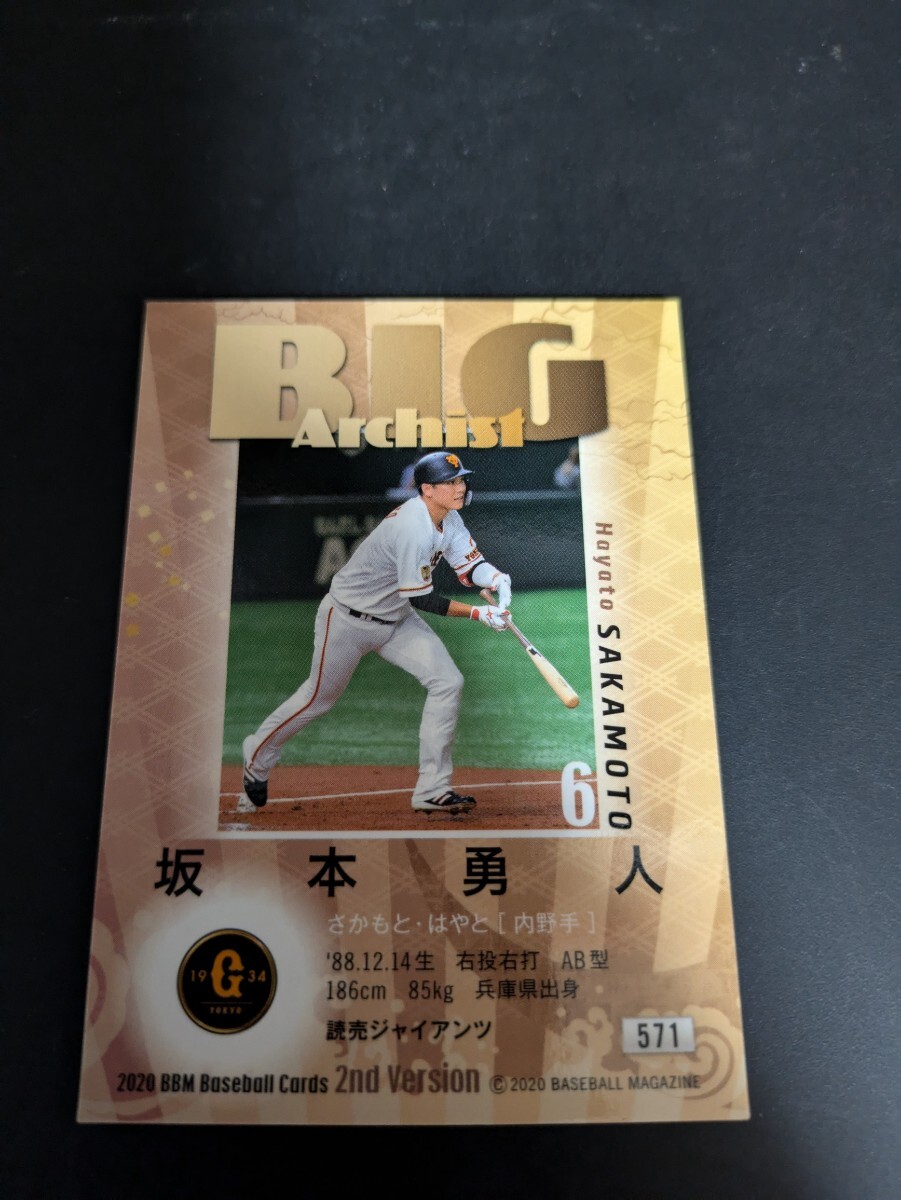 BIG
Archist
Hayato SAKAMOTO
6
坂本勇人
さかもと・はやと［内野手］
'88.12.14生 右投右打 AB型
186cm 85kg 兵庫県出身
読売ジャイアンツ
19 G 34
TOKYO
571
2020 BBM Baseball Cards 2nd Version ©2020 BASEBALL MAGAZINE